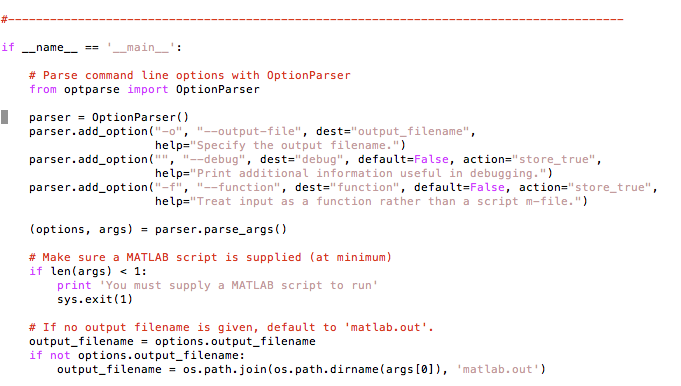 #----------------------------------------------------------------------------------------
if __name__ == '__main__':
    # Parse command line options with OptionParser
    from optparse import OptionParser
    parser = OptionParser()
    parser.add_option("-o", "--output-file", dest="output_filename",
                      help="Specify the output filename.")
    parser.add_option("", "--debug", dest="debug", default=False, action="store_true",
                      help="Print additional information useful in debugging.")
    parser.add_option("-f", "--function", dest="function", default=False, action="store_true",
                      help="Treat input as a function rather than a script m-file.")
    (options, args) = parser.parse_args()
    # Make sure a MATLAB script is supplied (at minimum)
    if len(args) < 1:
        print 'You must supply a MATLAB script to run'
        sys.exit(1)
    # If no output filename is given, default to 'matlab.out'.
    output_filename = options.output_filename
    if not options.output_filename:
        output_filename = os.path.join(os.path.dirname(args[0]), 'matlab.out')